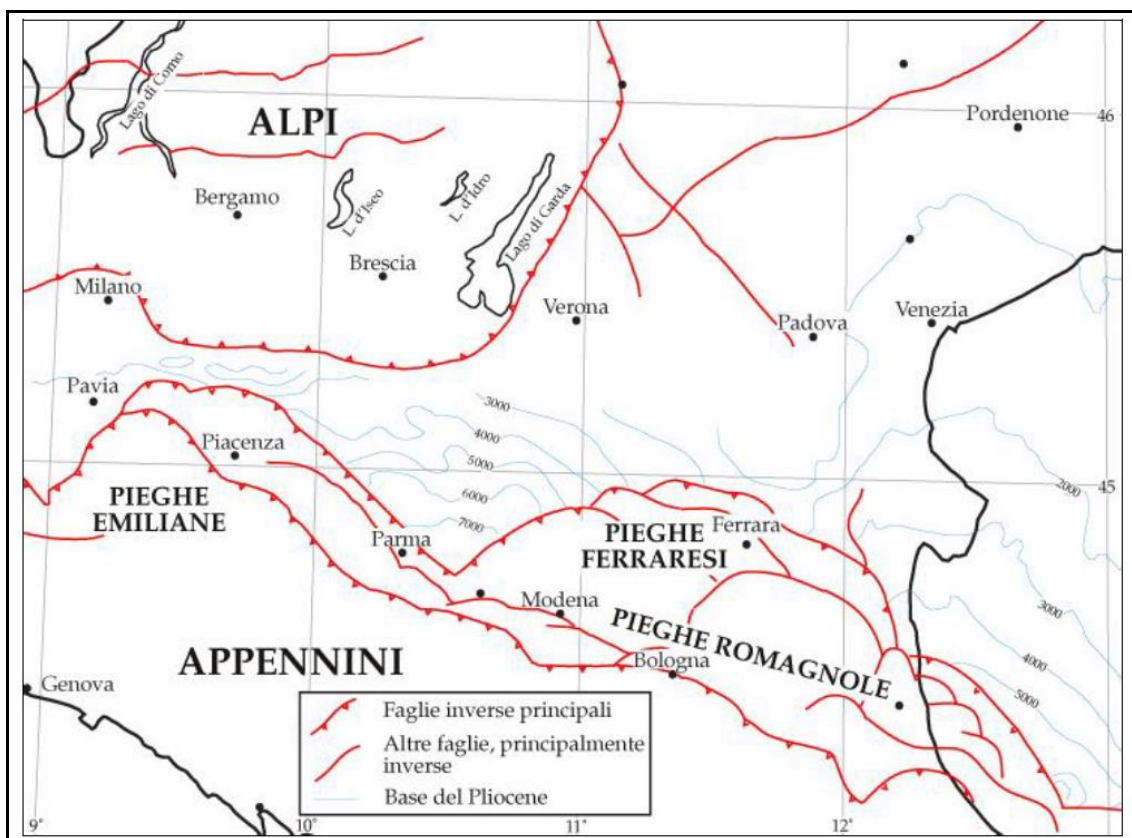 Lago di Como
ALPI
Pordenone
46
Bergamo
L. d'Iseo
L. d'Idro
Lago di Garda
Brescia
Milano
Verona
Padova
Venezia
Pavia
3000
4000
5000
6000
7000
Piacenza
45
2000
PIEGHE
EMILIANE
Parma
PIEGHE
FERRARESI
Ferrara
Modena
3000
PIEGHE ROMAGNOLE
4000
5000
APPENNINI
Bologna
Genova
Faglie inverse principali
Altre faglie, principalmente
inverse
Base del Pliocene
9°
10°
11°
12°